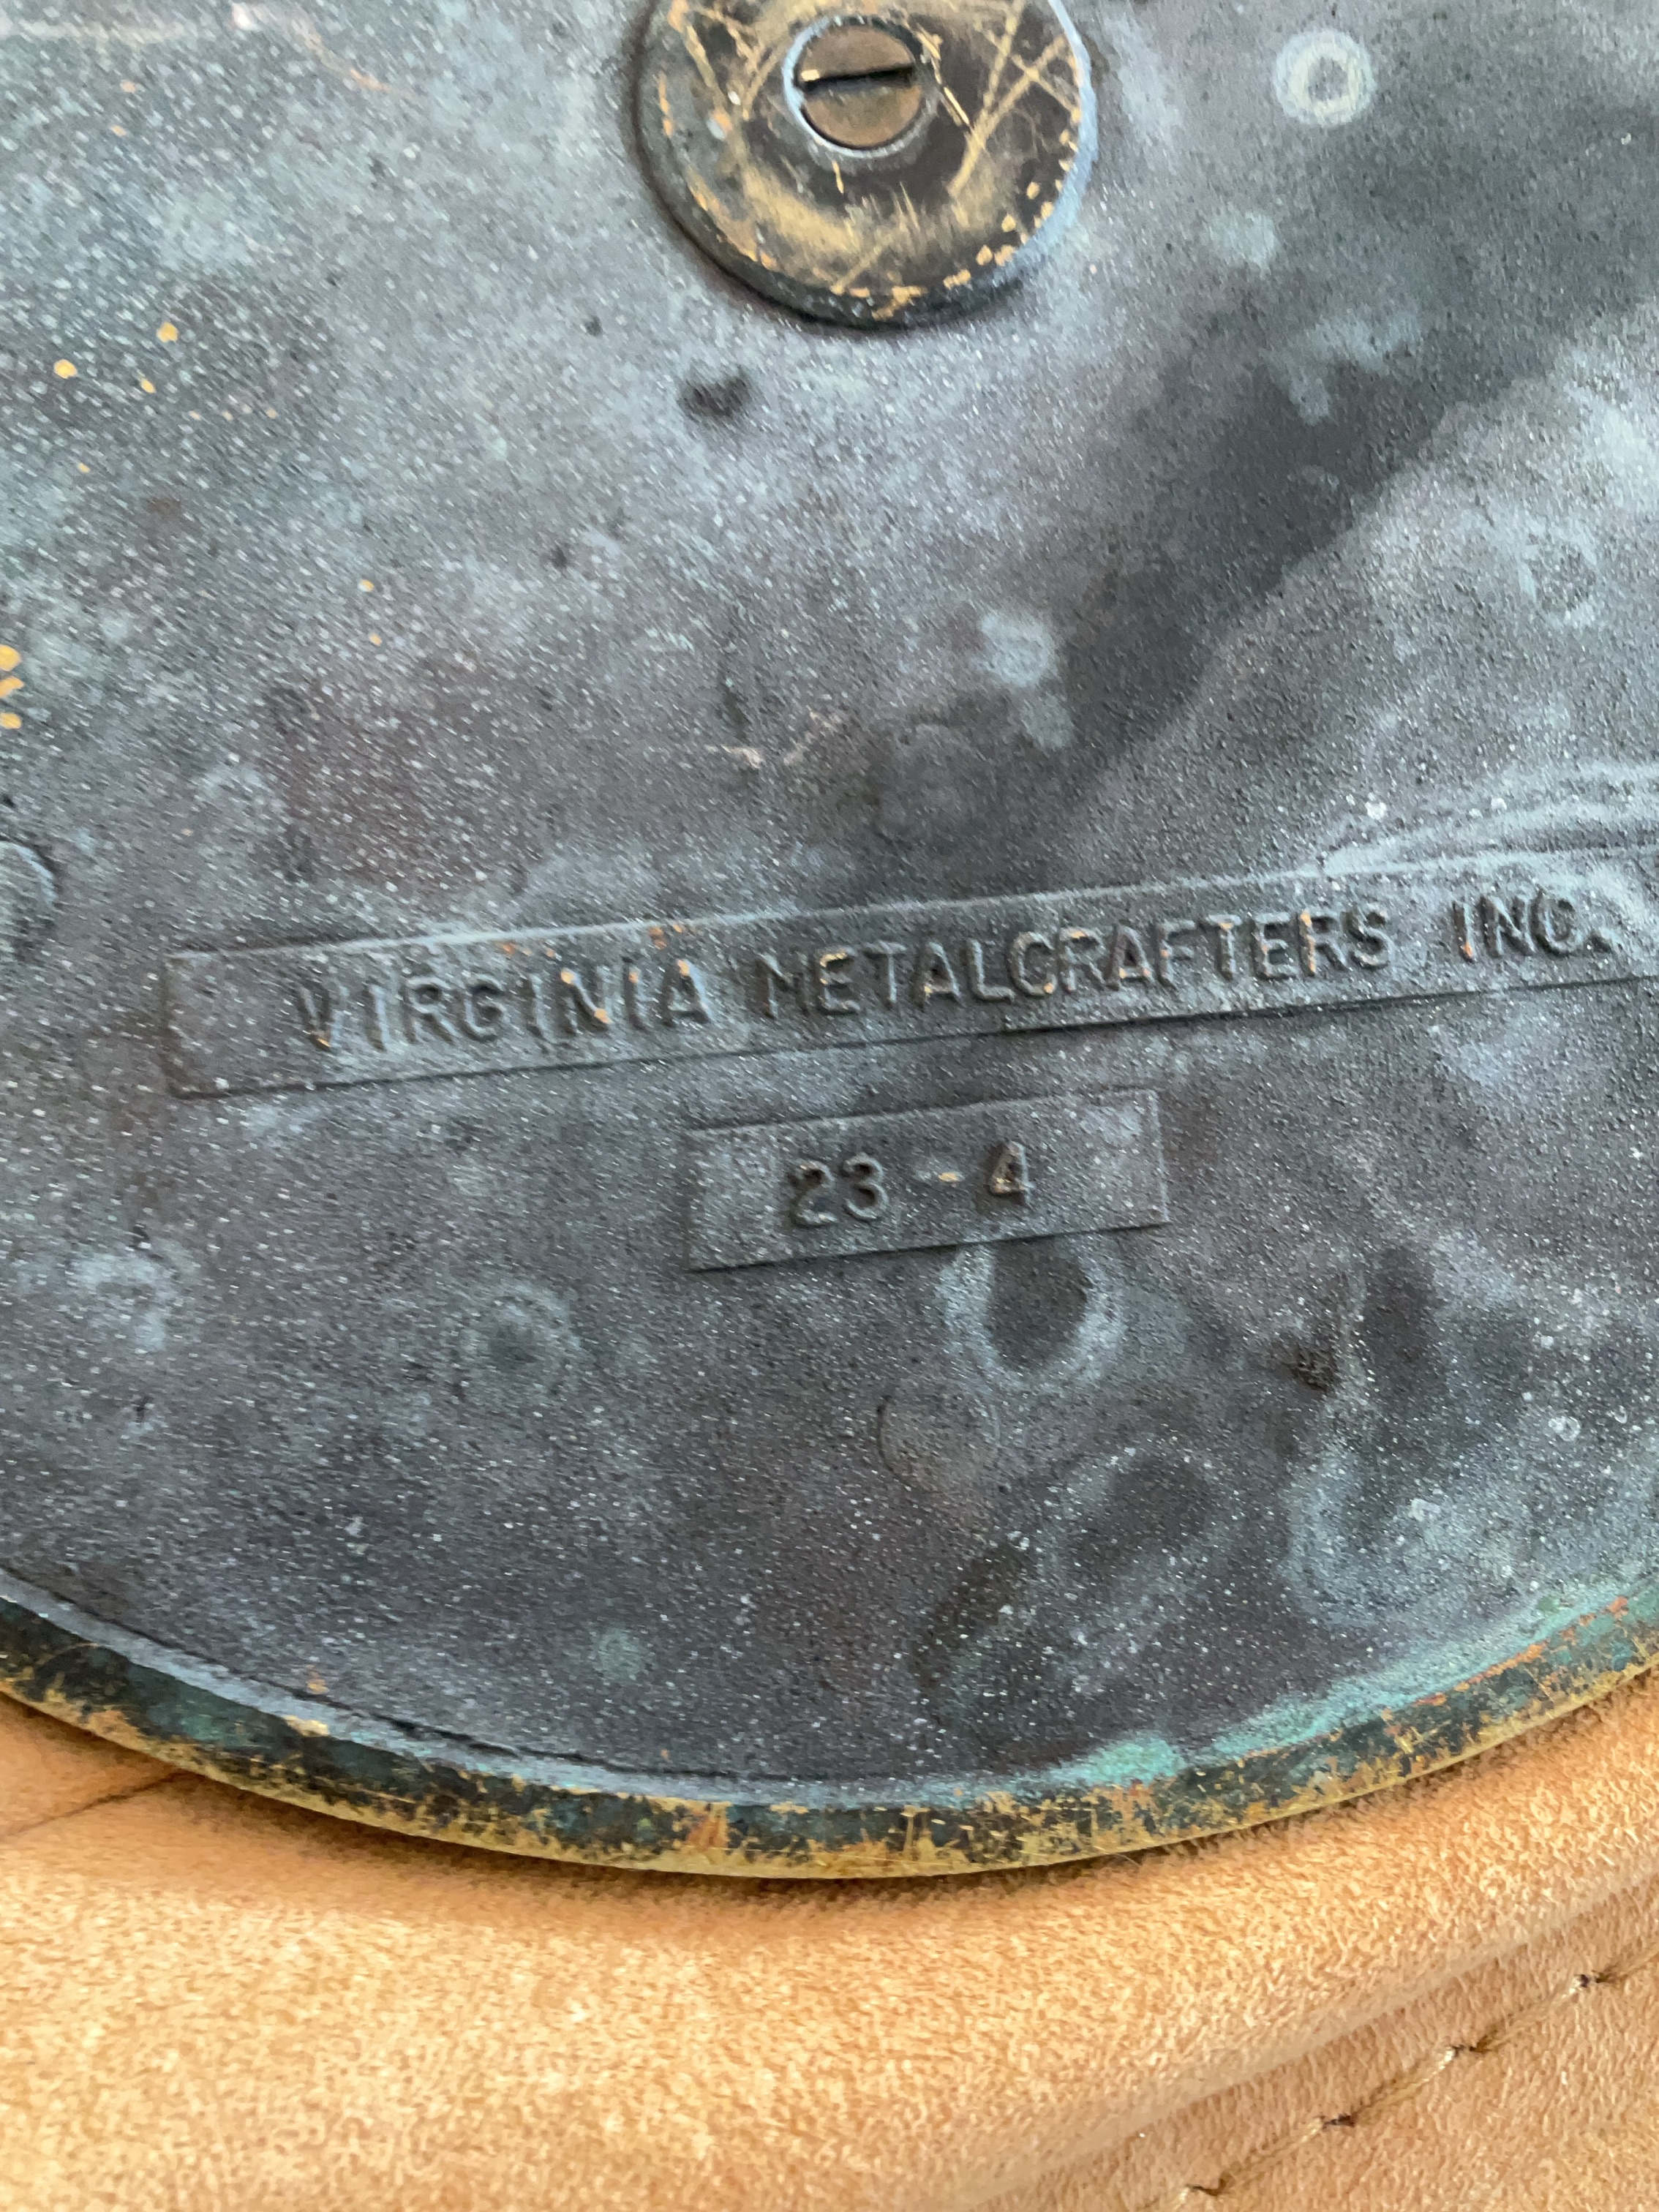 VIRGINIA METALCRAFTERS INC.
23-4